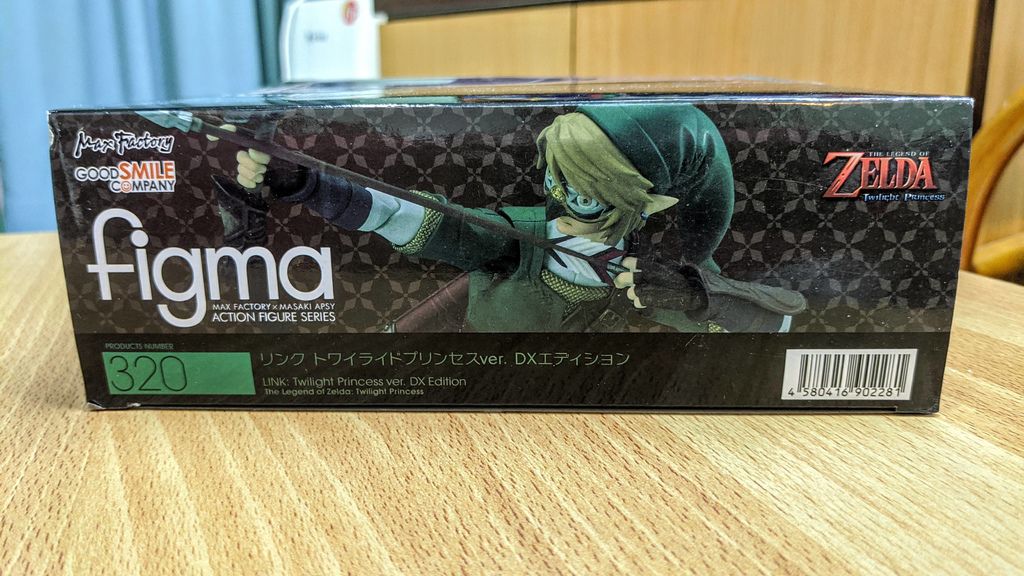 Max Factory
GOODSMILE
COMPANY
figma
MAX FACTORY × MASAKI APSY
ACTION FIGURE SERIES
THE LEGEND OF
ZELDA
Twilight Princess
PRODUCTS NUMBER
320
リンク トワイライトプリンセスver. DXエディション
LINK: Twilight Princess ver. DX Edition
The Legend of Zelda: Twilight Princess
4 580416 902281